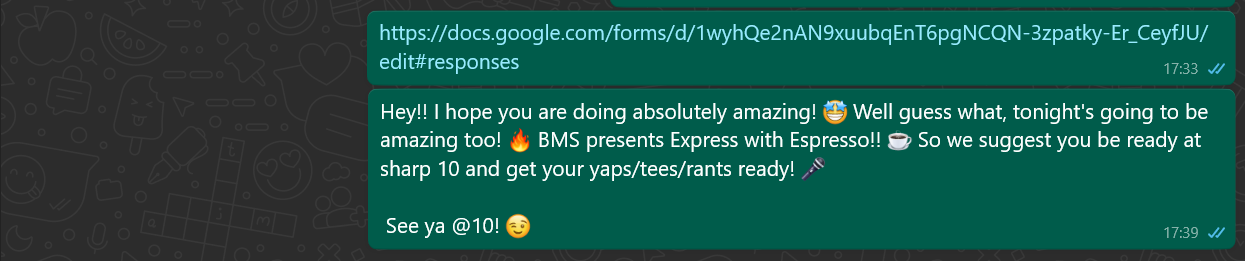 https://docs.google.com/forms/d/1wyhQe2nAN9xuubqEnT6pgNCQN-3zpatky-Er_CeyfJU/
edit#responses
17:33
Hey!! I hope you are doing absolutely amazing! 🤩 Well guess what, tonight's going to be
amazing too! 🔥 BMS presents Express with Espresso!! ☕ So we suggest you be ready at
sharp 10 and get your yaps/tees/rants ready! 🎤
See ya @10! 😉
17:39